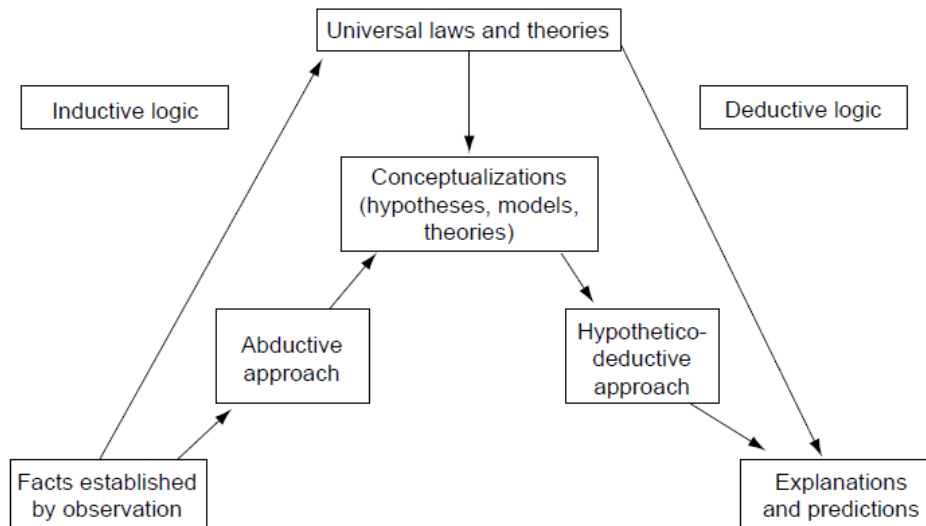 Universal laws and theories
Inductive logic
Deductive logic
Conceptualizations
(hypotheses, models,
theories)
Abductive
approach
Hypothetico-
deductive
approach
Facts established
by observation
Explanations
and predictions